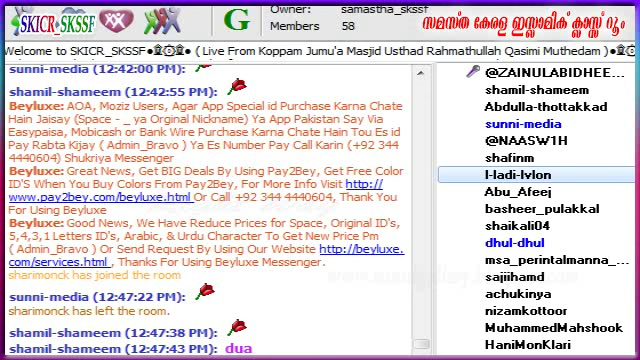 SKICR_SKSSF
G
Owner: samastha_skssf
Members 58
സമസ്ത കേരള ഇസ്ലാമിക് ക്ലാസ്സ് റൂം
Welcome to SKICR_SKSSF ( Live From Koppam Jumu'a Masjid Usthad Rahmathullah Qasimi Muthedam )
sunni-media (12:42:00 PM):
shamil-shameem (12:42:55 PM):
Beyluxe: AOA, Moziz Users, Agar App Special id Purchase Karna Chate
Hain Jaisay (Space - _ ya Orginal Nickname) Ya App Pakistan Say Via
Easypaisa, Mobicash or Bank Wire Purchase Karna Chate Hain Tou Es id
Pay Rabta Kijay ( Admin_Bravo ) Ya Es Number Pay Call Karin (+92 344
4440604) Shukriya Messenger
Beyluxe: Great News, Get BIG Deals By Using Pay2Bey, Get Free Color
ID'S When You Buy Colors From Pay2Bey, For More Info Visit http://
www.pay2bey.com/beyluxe.html Or Call +92 344 4440604, Thank You
For Using Beyluxe
Beyluxe: Good News, We Have Reduce Prices for Space, Original ID's,
5,4,3,1 Letters ID's, Arabic, & Urdu Character To Get New Price Pm
( Admin_Bravo ) Or Send Request By Using Our Website http://beyluxe.
com/services.html , Thanks For Using Beyluxe Messenger.
sharimonck has joined the room
sunni-media (12:47:22 PM):
sharimonck has left the room.
shamil-shameem (12:47:38 PM):
shamil-shameem (12:47:43 PM): dua
@ZAINULABIDHEE...
shamil-shameem
Abdulla-thottakkad
sunni-media
@NAASW1H
shafinm
I-ladi-lvlon
Abu_Afeej
basheer_pulakkal
shaikali04
dhul-dhul
msa_perintalmanna_...
sajiihamd
achukinya
nizamkottoor
MuhammedMahshook
HaniMonKlari